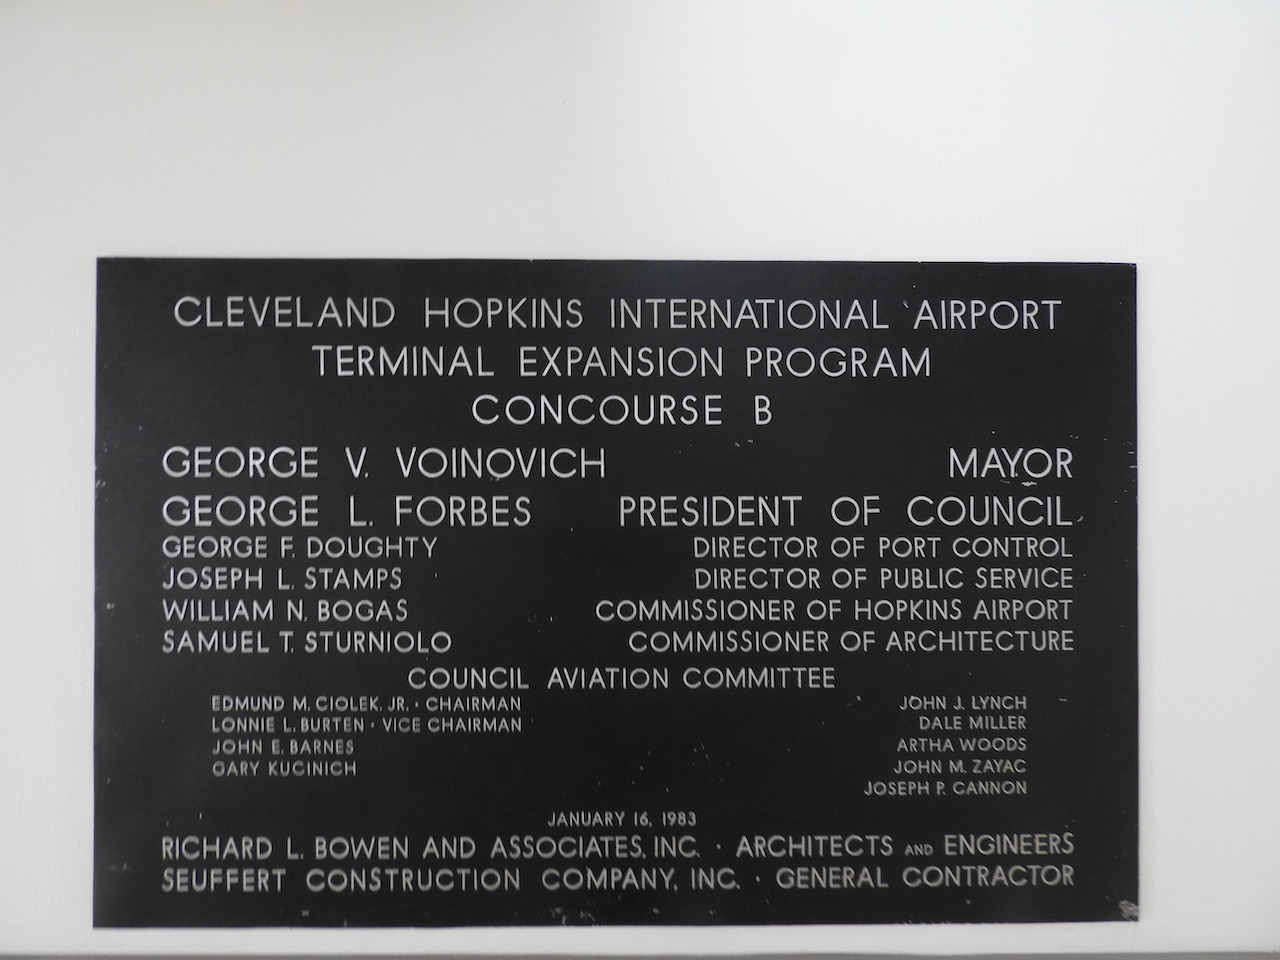 CLEVELAND HOPKINS INTERNATIONAL AIRPORT
TERMINAL EXPANSION PROGRAM
CONCOURSE B
GEORGE V. VOINOVICH MAYOR
GEORGE L. FORBES PRESIDENT OF COUNCIL
GEORGE F. DOUGHTY DIRECTOR OF PORT CONTROL
JOSEPH L. STAMPS DIRECTOR OF PUBLIC SERVICE
WILLIAM N. BOGAS COMMISSIONER OF HOPKINS AIRPORT
SAMUEL T. STURNIOLO COMMISSIONER OF ARCHITECTURE
COUNCIL AVIATION COMMITTEE
EDMUND M. CIOLEK, JR. · CHAIRMAN JOHN J. LYNCH
LONNIE L. BURTEN · VICE CHAIRMAN DALE MILLER
JOHN E. BARNES ARTHA WOODS
GARY KUCINICH JOHN M. ZAYAC
JOSEPH P. CANNON
JANUARY 16, 1983
RICHARD L. BOWEN AND ASSOCIATES, INC. · ARCHITECTS AND ENGINEERS
SEUFFERT CONSTRUCTION COMPANY, INC. · GENERAL CONTRACTOR